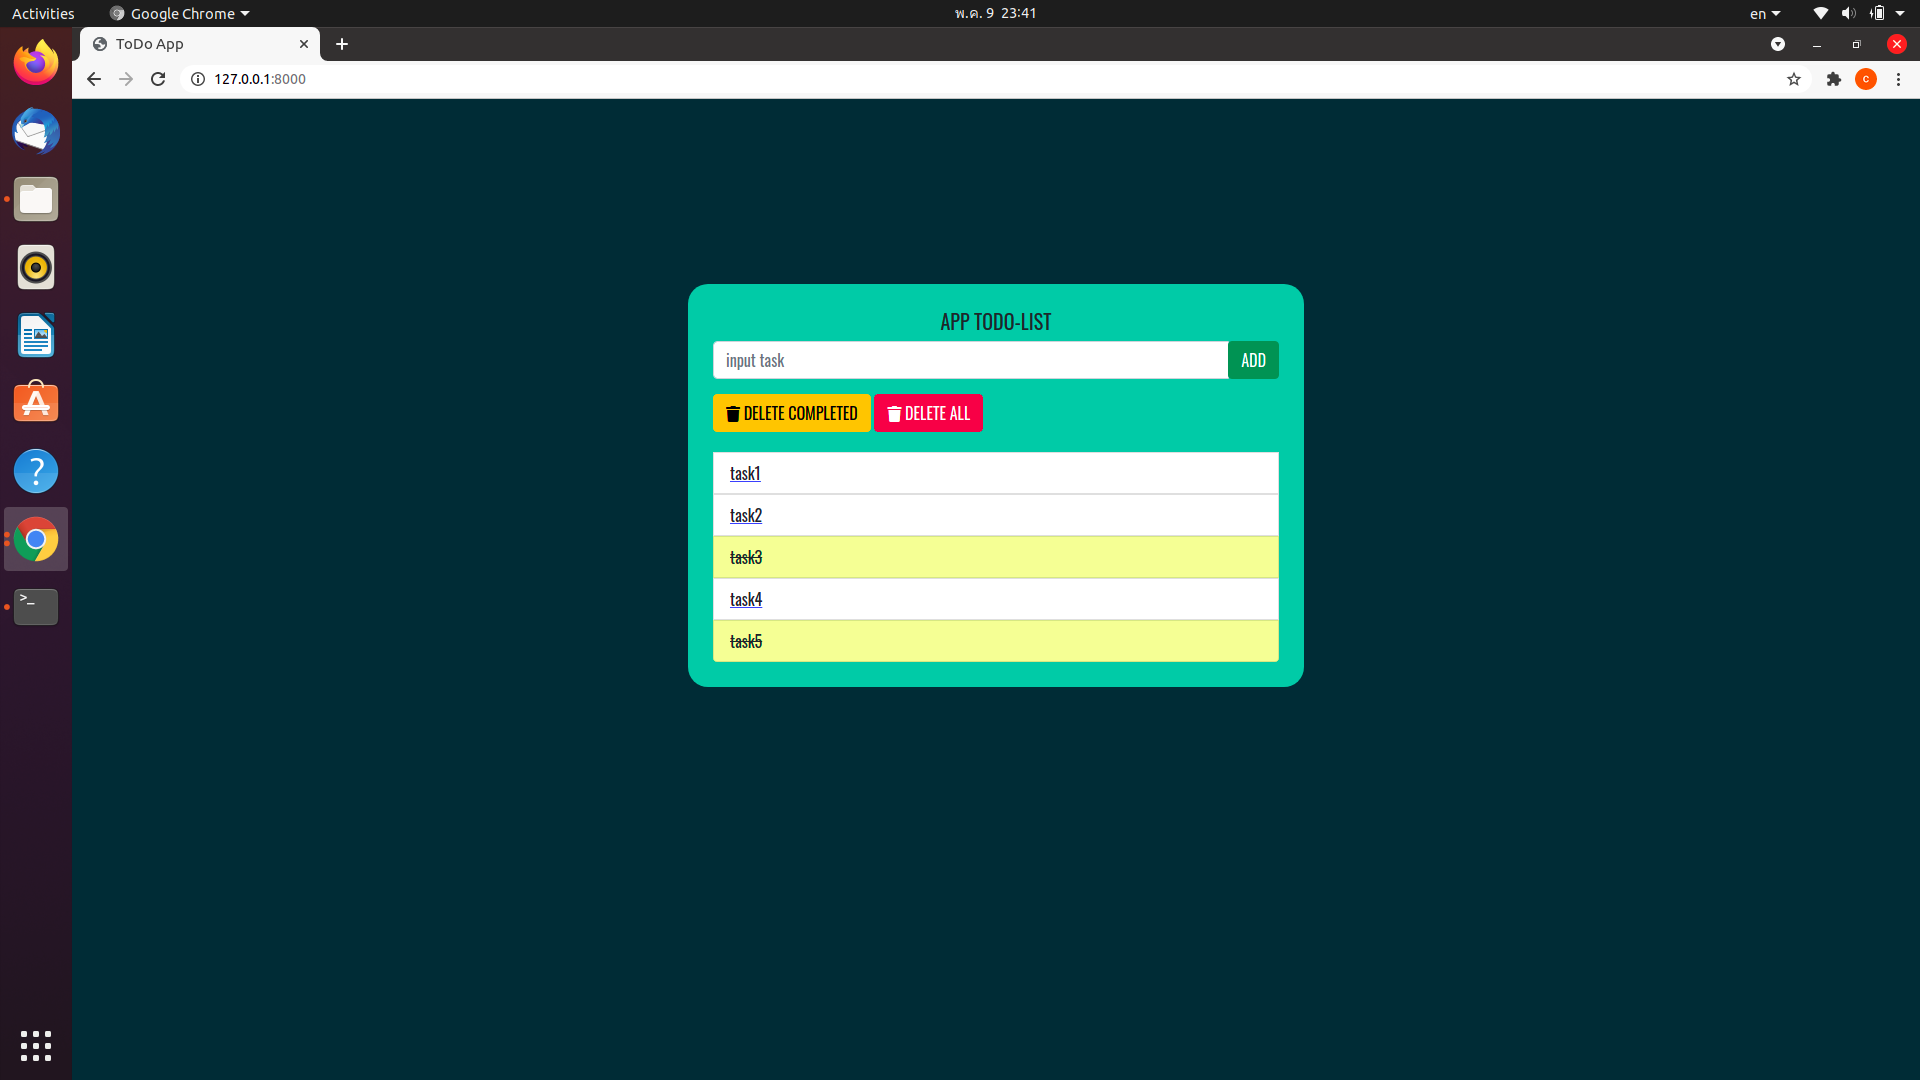 Activities Google Chrome พ.ค. 9 23:41 en
ToDo App
127.0.0.1:8000 c
APP TODO-LIST
input task ADD
DELETE COMPLETED DELETE ALL
task1
task2
task3
task4
task5